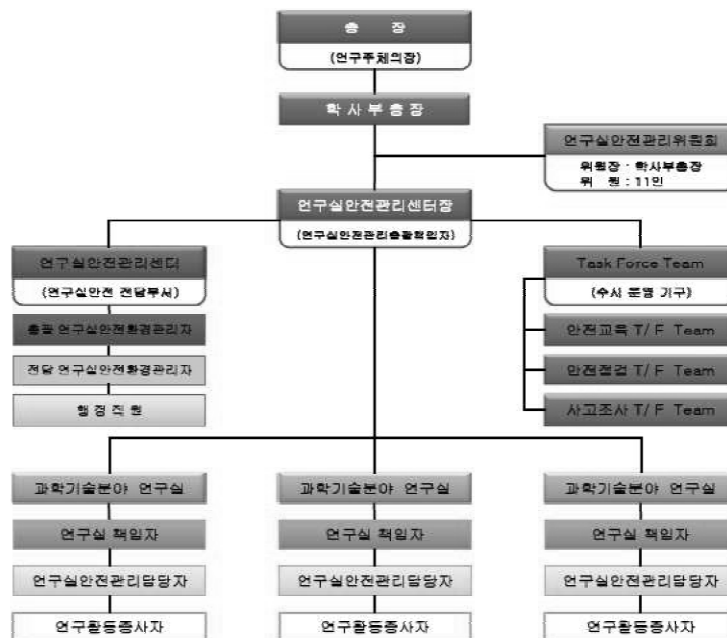 총 장
(연구주체의장)
학 사 부 총 장
연구실안전관리위원회
위원장 : 학사부총장
위 원 : 11인
연구실안전관리센터장
(연구실안전관리총괄책임자)
연구실안전관리센터
(연구실안전 전담부서)
총괄 연구실안전환경관리자
전담 연구실안전환경관리자
행 정 직 원
Task Force Team
(수시 운영 기구)
안전교육 T/ F Team
안전점검 T/ F Team
사고조사 T/ F Team
과학기술분야 연구실
연구실 책임자
연구실안전관리담당자
연구활동종사자
과학기술분야 연구실
연구실 책임자
연구실안전관리담당자
연구활동종사자
과학기술분야 연구실
연구실 책임자
연구실안전관리담당자
연구활동종사자